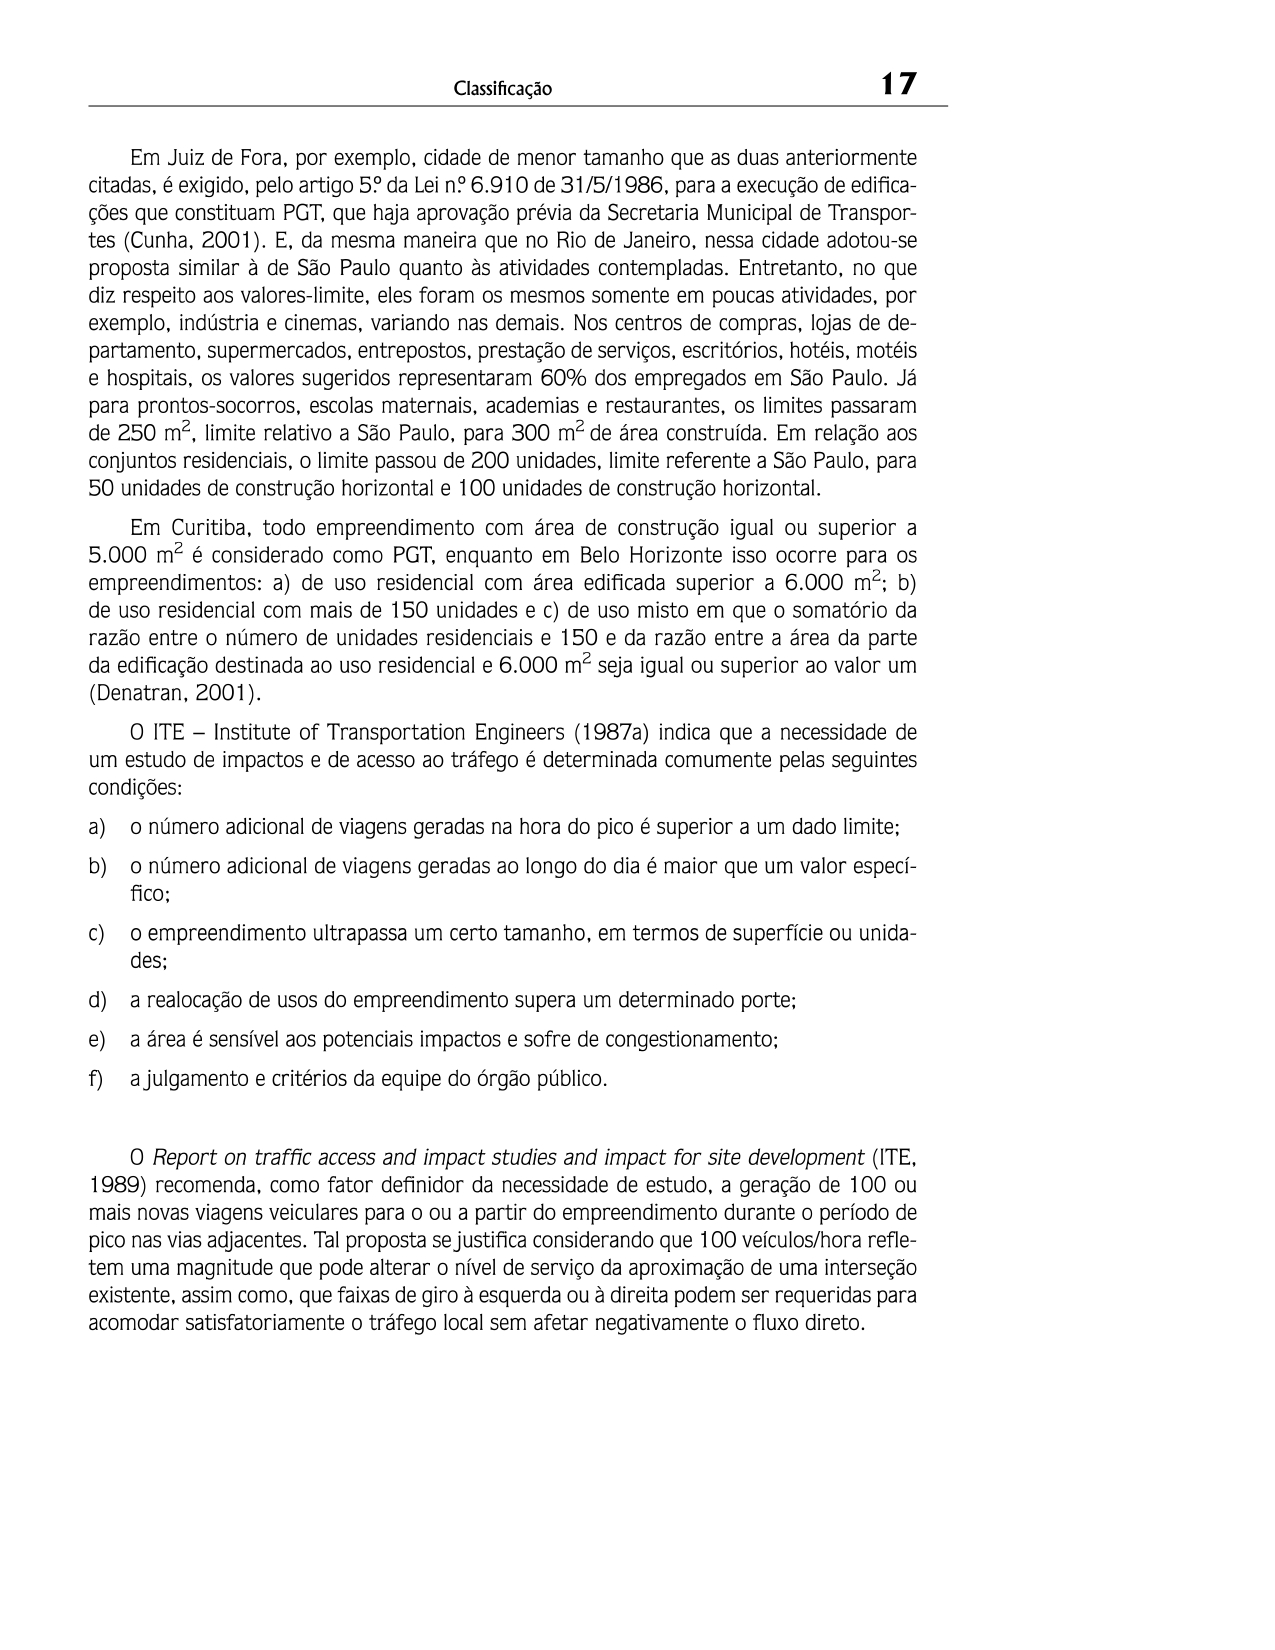 Classificação
17
Em Juiz de Fora, por exemplo, cidade de menor tamanho que as duas anteriormente
citadas, é exigido, pelo artigo 5º da Lei nº 6.910 de 31/5/1986, para a execução de edifica-
ções que constituam PGT, que haja aprovação prévia da Secretaria Municipal de Transpor-
tes (Cunha, 2001). E, da mesma maneira que no Rio de Janeiro, nessa cidade adotou-se
proposta similar à de São Paulo quanto às atividades contempladas. Entretanto, no que
diz respeito aos valores-limite, eles foram os mesmos somente em poucas atividades, por
exemplo, indústria e cinemas, variando nas demais. Nos centros de compras, lojas de de-
partamento, supermercados, entrepostos, prestação de serviços, escritórios, hotéis, motéis
e hospitais, os valores sugeridos representaram 60% dos empregados em São Paulo. Já
para prontos-socorros, escolas maternais, academias e restaurantes, os limites passaram
de 250 m², limite relativo a São Paulo, para 300 m² de área construída. Em relação aos
conjuntos residenciais, o limite passou de 200 unidades, limite referente a São Paulo, para
50 unidades de construção horizontal e 100 unidades de construção horizontal.
Em Curitiba, todo empreendimento com área de construção igual ou superior a
5.000 m² é considerado como PGT, enquanto em Belo Horizonte isso ocorre para os
empreendimentos: a) de uso residencial com área edificada superior a 6.000 m²; b)
de uso residencial com mais de 150 unidades e c) de uso misto em que o somatório da
razão entre o número de unidades residenciais e 150 e da razão entre a área da parte
da edificação destinada ao uso residencial e 6.000 m² seja igual ou superior ao valor um
(Denatran, 2001).
O ITE – Institute of Transportation Engineers (1987a) indica que a necessidade de
um estudo de impactos e de acesso ao tráfego é determinada comumente pelas seguintes
condições:
a) o número adicional de viagens geradas na hora do pico é superior a um dado limite;
b) o número adicional de viagens geradas ao longo do dia é maior que um valor especí-
fico;
c) o empreendimento ultrapassa um certo tamanho, em termos de superfície ou unida-
des;
d) a realocação de usos do empreendimento supera um determinado porte;
e) a área é sensível aos potenciais impactos e sofre de congestionamento;
f) a julgamento e critérios da equipe do órgão público.
O Report on traffic access and impact studies and impact for site development (ITE,
1989) recomenda, como fator definidor da necessidade de estudo, a geração de 100 ou
mais novas viagens veiculares para o ou a partir do empreendimento durante o período de
pico nas vias adjacentes. Tal proposta se justifica considerando que 100 veículos/hora refle-
tem uma magnitude que pode alterar o nível de serviço da aproximação de uma interseção
existente, assim como, que faixas de giro à esquerda ou à direita podem ser requeridas para
acomodar satisfatoriamente o tráfego local sem afetar negativamente o fluxo direto.